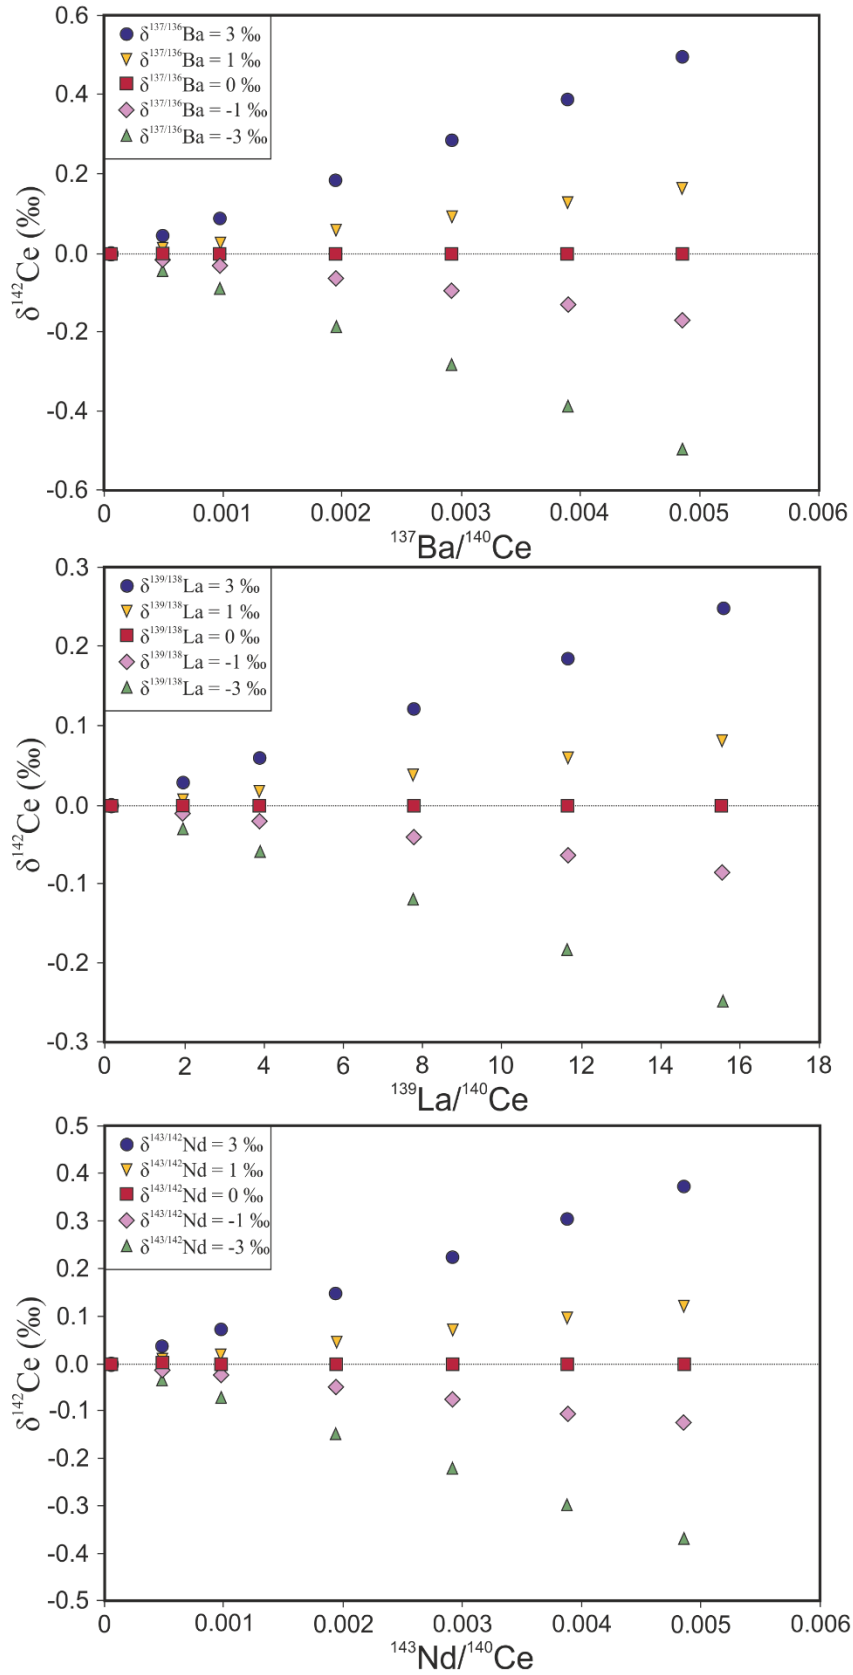 0.6
0.4
0.2
0.0
-0.2
-0.4
-0.6
δ¹⁴²Ce (‰)
δ¹³⁷/¹³⁶Ba = 3 ‰
δ¹³⁷/¹³⁶Ba = 1 ‰
δ¹³⁷/¹³⁶Ba = 0 ‰
δ¹³⁷/¹³⁶Ba = -1 ‰
δ¹³⁷/¹³⁶Ba = -3 ‰
0 0.001 0.002 0.003 0.004 0.005 0.006
¹³⁷Ba/¹⁴⁰Ce
0.3
0.2
0.1
0.0
-0.1
-0.2
-0.3
δ¹⁴²Ce (‰)
δ¹³⁹/¹³⁸La = 3 ‰
δ¹³⁹/¹³⁸La = 1 ‰
δ¹³⁹/¹³⁸La = 0 ‰
δ¹³⁹/¹³⁸La = -1 ‰
δ¹³⁹/¹³⁸La = -3 ‰
0 2 4 6 8 10 12 14 16 18
¹³⁹La/¹⁴⁰Ce
0.5
0.4
0.3
0.2
0.1
0.0
-0.1
-0.2
-0.3
-0.4
-0.5
δ¹⁴²Ce (‰)
δ¹⁴³/¹⁴²Nd = 3 ‰
δ¹⁴³/¹⁴²Nd = 1 ‰
δ¹⁴³/¹⁴²Nd = 0 ‰
δ¹⁴³/¹⁴²Nd = -1 ‰
δ¹⁴³/¹⁴²Nd = -3 ‰
0 0.001 0.002 0.003 0.004 0.005 0.006
¹⁴³Nd/¹⁴⁰Ce